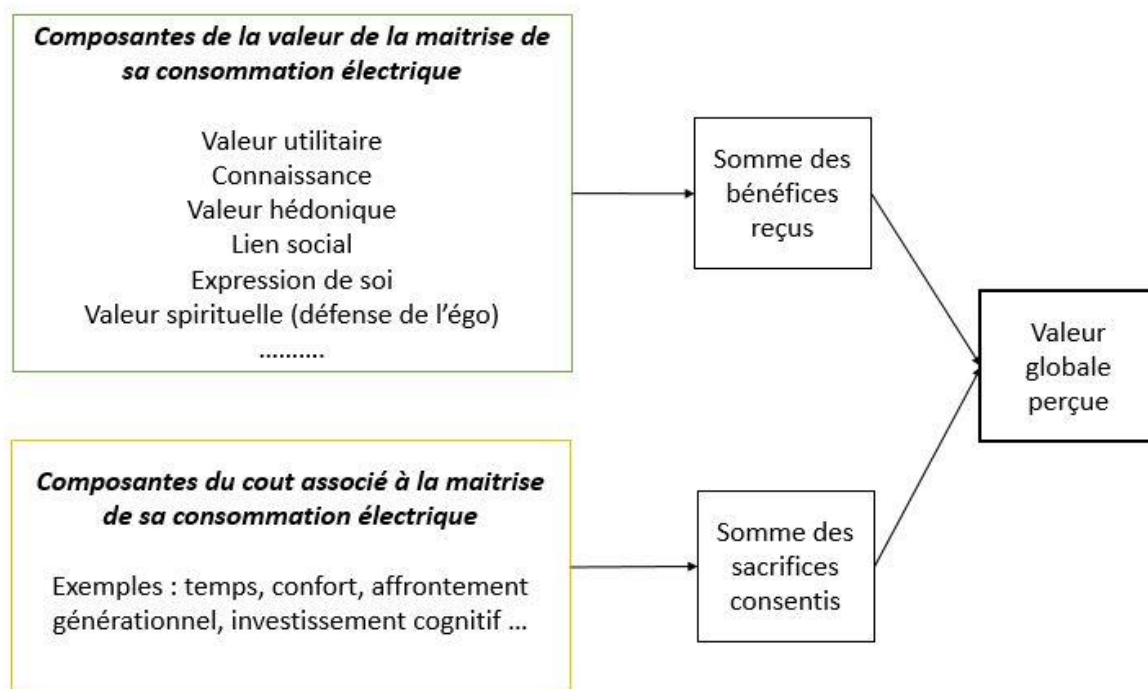 Composantes de la valeur de la maitrise de
sa consommation électrique
Valeur utilitaire
Connaissance
Valeur hédonique
Lien social
Expression de soi
Valeur spirituelle (défense de l’égo)
..........
Somme des
bénéfices
reçus
Valeur
globale
perçue
Composantes du cout associé à la maitrise
de sa consommation électrique
Exemples : temps, confort, affrontement
générationnel, investissement cognitif …
Somme des
sacrifices
consentis